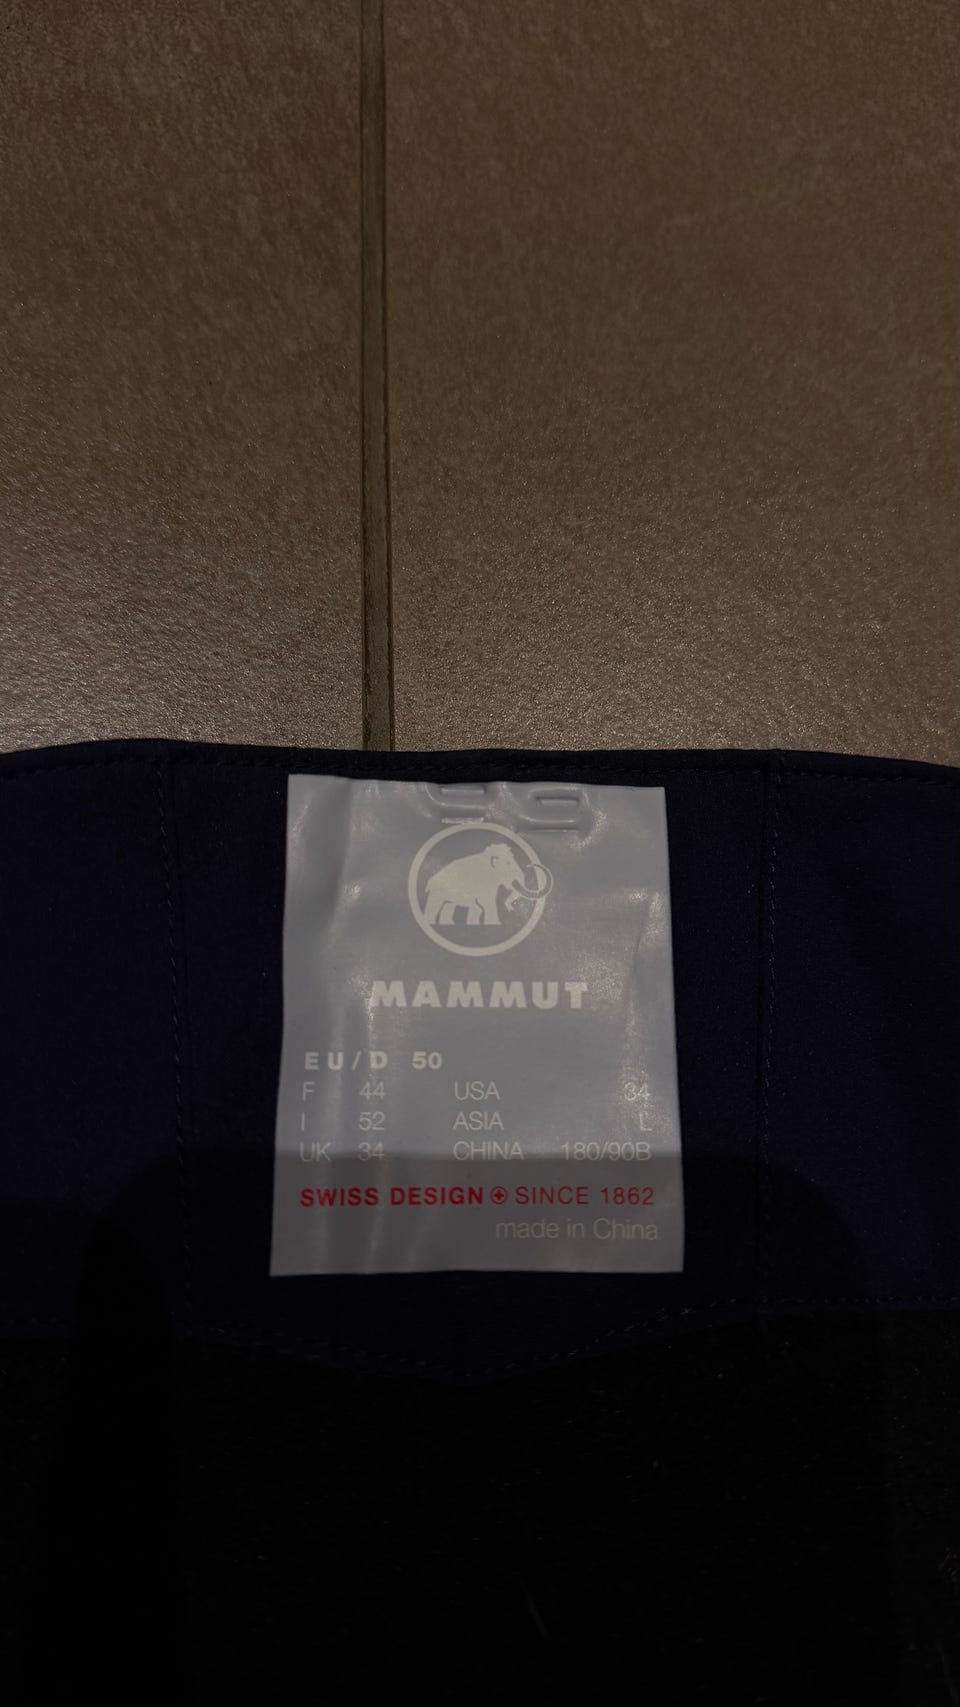 MAMMUT
EU/D 50
F 44 USA 34
I 52 ASIA L
UK 34 CHINA 180/90B
SWISS DESIGN SINCE 1862
made in China